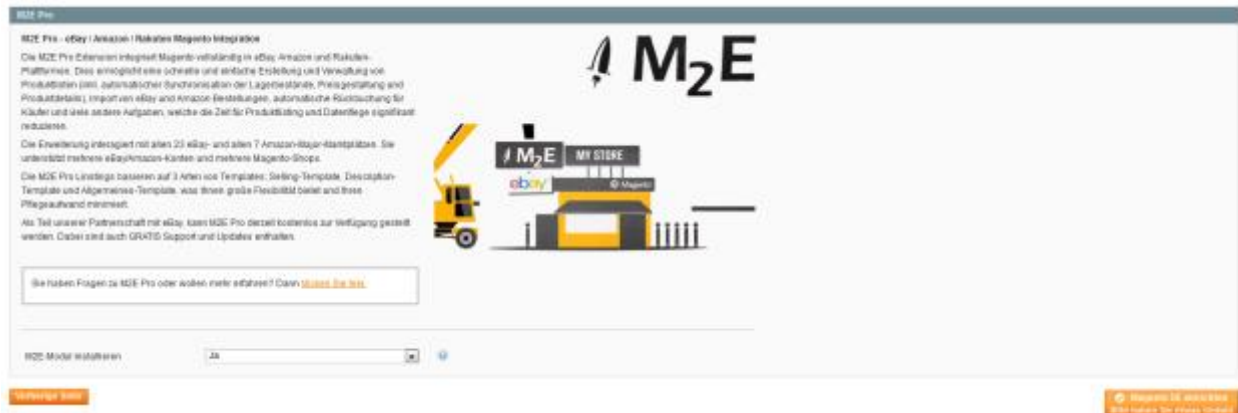 M2E Pro
M2E Pro - eBay / Amazon / Rakuten Magento Integration
Die M2E Pro Extension integriert Magento vollständig in eBay, Amazon und Rakuten-
Plattformen. Dies ermöglicht eine schnelle und einfache Erstellung und Verwaltung von
Produktlisten (inkl. automatischer Synchronisation der Lagerbestände, Preisgestaltung und
Produktdetails), Import von eBay und Amazon Bestellungen, automatische Rückbuchung für
Käufer und viele andere Aufgaben, welche die Zeit für Produktlisting und Datenpflege signifikant
reduzieren.
Die Erweiterung interagiert mit allen 23 eBay- und allen 7 Amazon-Major-Marktplätzen. Sie
unterstützt mehrere eBay/Amazon-Konten und mehrere Magento-Shops.
Die M2E Pro Listings basieren auf 3 Arten von Templates: Selling-Template, Description-
Template und Allgemeines-Template, was Ihnen große Flexibilität bietet und Ihren
Pflegeaufwand minimiert.
Als Teil unserer Partnerschaft mit eBay, kann M2E Pro derzeit kostenlos zur Verfügung gestellt
werden. Dabei sind auch GRATIS Support und Updates enthalten.
M2E
M2E MY STORE
ebay Magento
Sie haben Fragen zu M2E Pro oder wollen mehr erfahren? Dann klicken Sie hier.
M2E-Modul installieren Ja
Vorherige Seite
Magento DE einrichten
Bitte haben Sie etwas Geduld